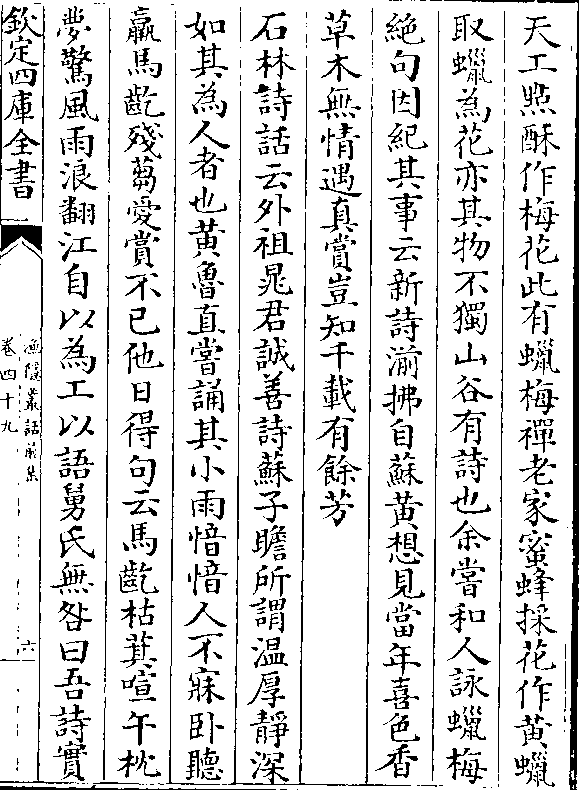 天工㸃酥作梅花此有蠟梅禪老家蜜蜂採花作黄蠟
取蠟為花亦其物不獨山谷有詩也余嘗和人詠蠟梅
絶句因紀其事云新詩湔拂自蘇黄想見當年喜色香
草木無情遇真賞豈知千載有餘芳
石林詩話云外祖晁君誠善詩蘇子瞻所謂温厚靜深
如其為人者也黄魯直嘗誦其小雨愔愔人不寐卧聽
羸馬齕殘蒭愛賞不已他日得句云馬齕枯萁喧午枕
夢驚風雨浪翻江自以為工以語舅氏無咎曰吾詩實
欽定四庫全書
漁隠叢話前集
卷四十九
六